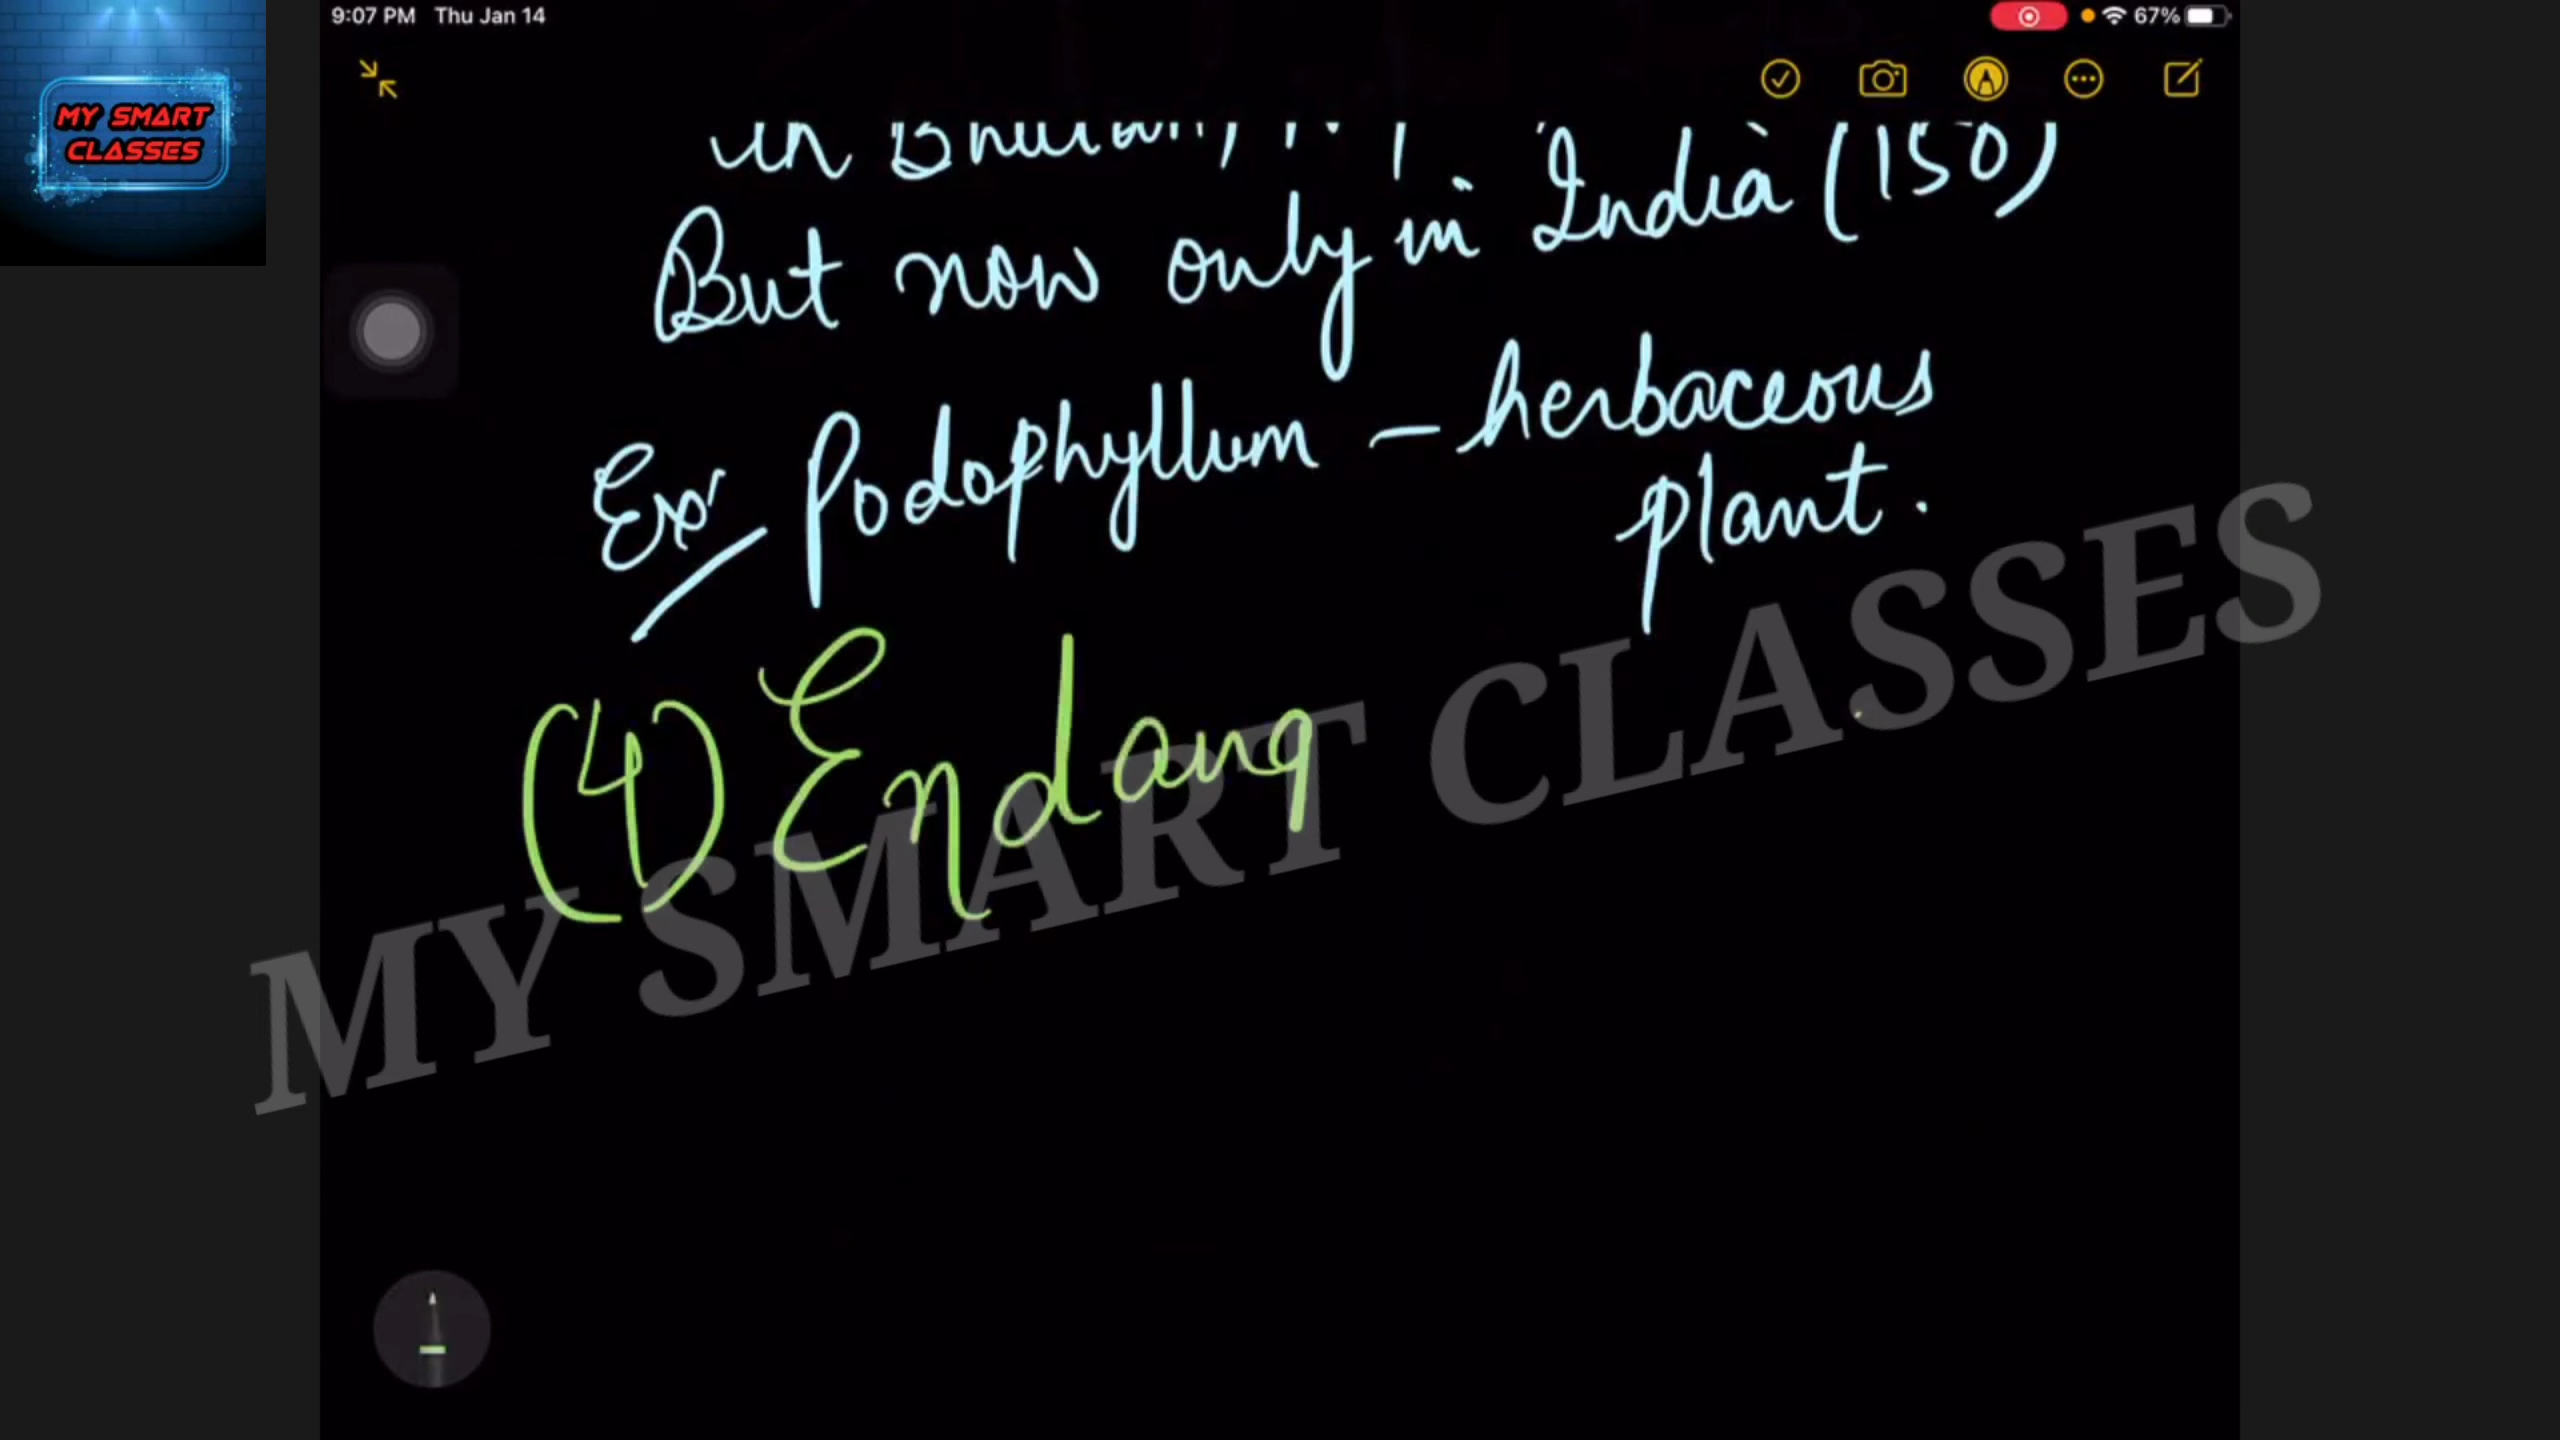 9:07 PM Thu Jan 14
67%
MY SMART
CLASSES
in
But now only in India (150)
Ex Podophyllum - herbaceous
plant.
(4) Endang
MY SMART CLASSES